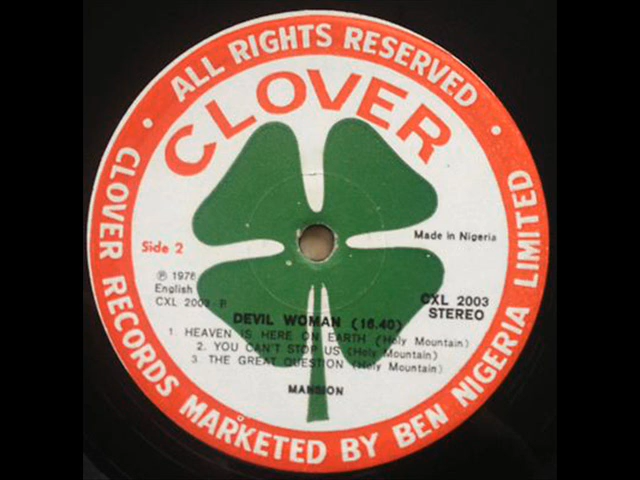 ALL RIGHTS RESERVED
CLOVER
Side 2
Made in Nigeria
℗ 1976
English
CXL 2003 B
CXL 2003
STEREO
DEVIL WOMAN (16.40)
1. HEAVEN IS HERE ON EARTH (Holy Mountain)
2. YOU CAN'T STOP US (Holy Mountain)
3. THE GREAT QUESTION (Holy Mountain)
MANSION
CLOVER RECORDS MARKETED BY BEN NIGERIA LIMITED